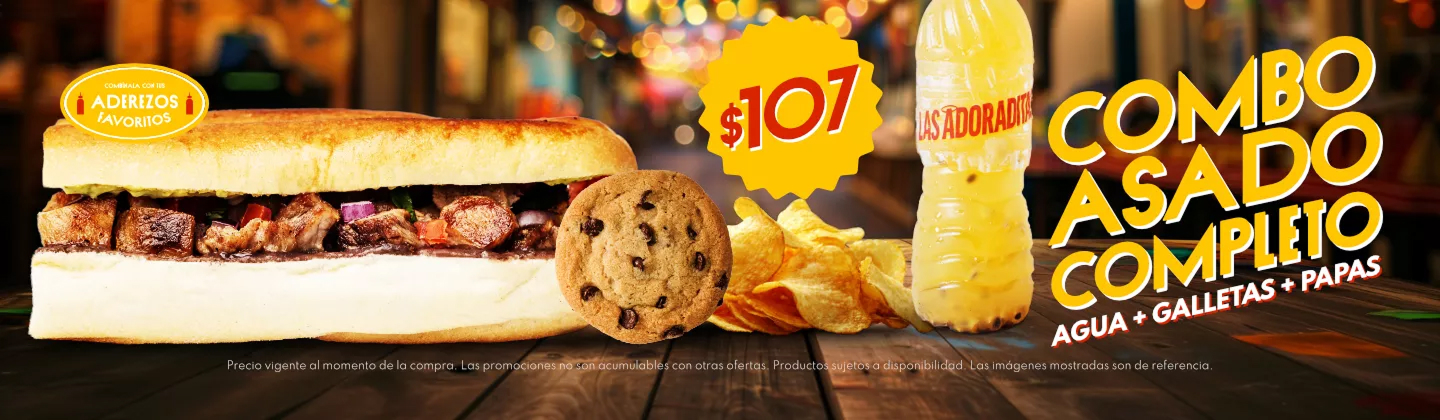 COMBÍNALA CON TUS
ADEREZOS
FAVORITOS
$107
LAS ADORADITAS
COMBO
ASADO
COMPLETO
AGUA + GALLETAS + PAPAS
Precio vigente al momento de la compra. Las promociones no son acumulables con otras ofertas. Productos sujetos a disponibilidad. Las imágenes mostradas son de referencia.